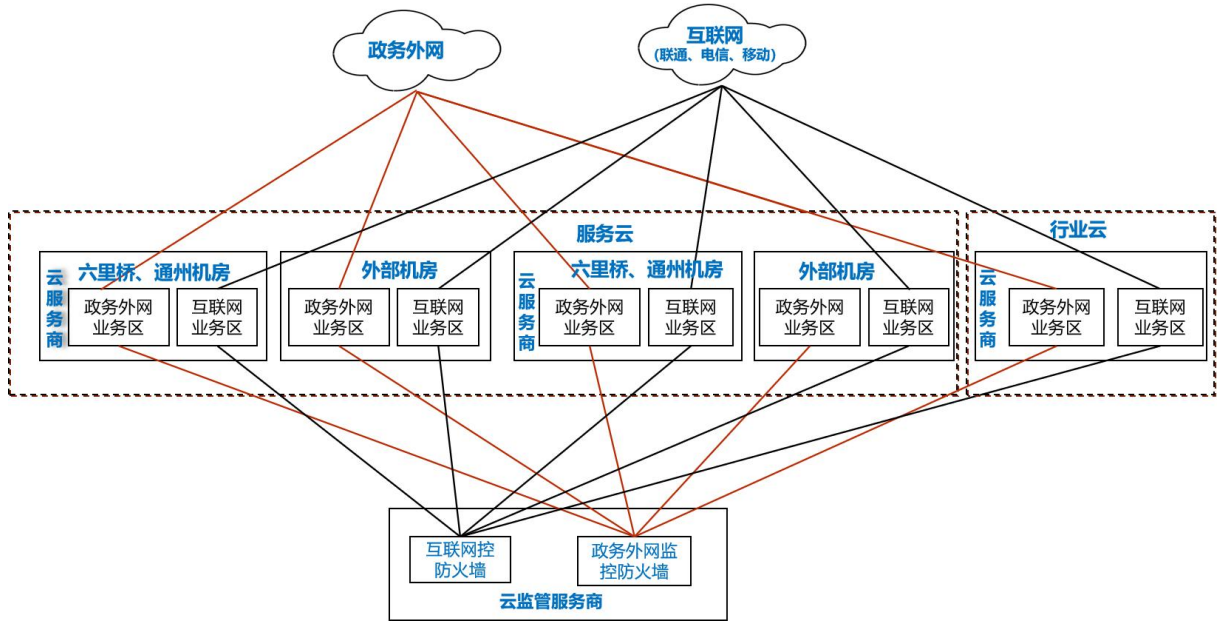 政务外网
互联网
（联通、电信、移动）
服务云
行业云
云服务商
六里桥、通州机房
政务外网
业务区
互联网
业务区
外部机房
政务外网
业务区
互联网
业务区
云服务商
六里桥、通州机房
政务外网
业务区
互联网
业务区
外部机房
政务外网
业务区
互联网
业务区
云服务商
政务外网
业务区
互联网
业务区
互联网控
防火墙
政务外网监
控防火墙
云监管服务商